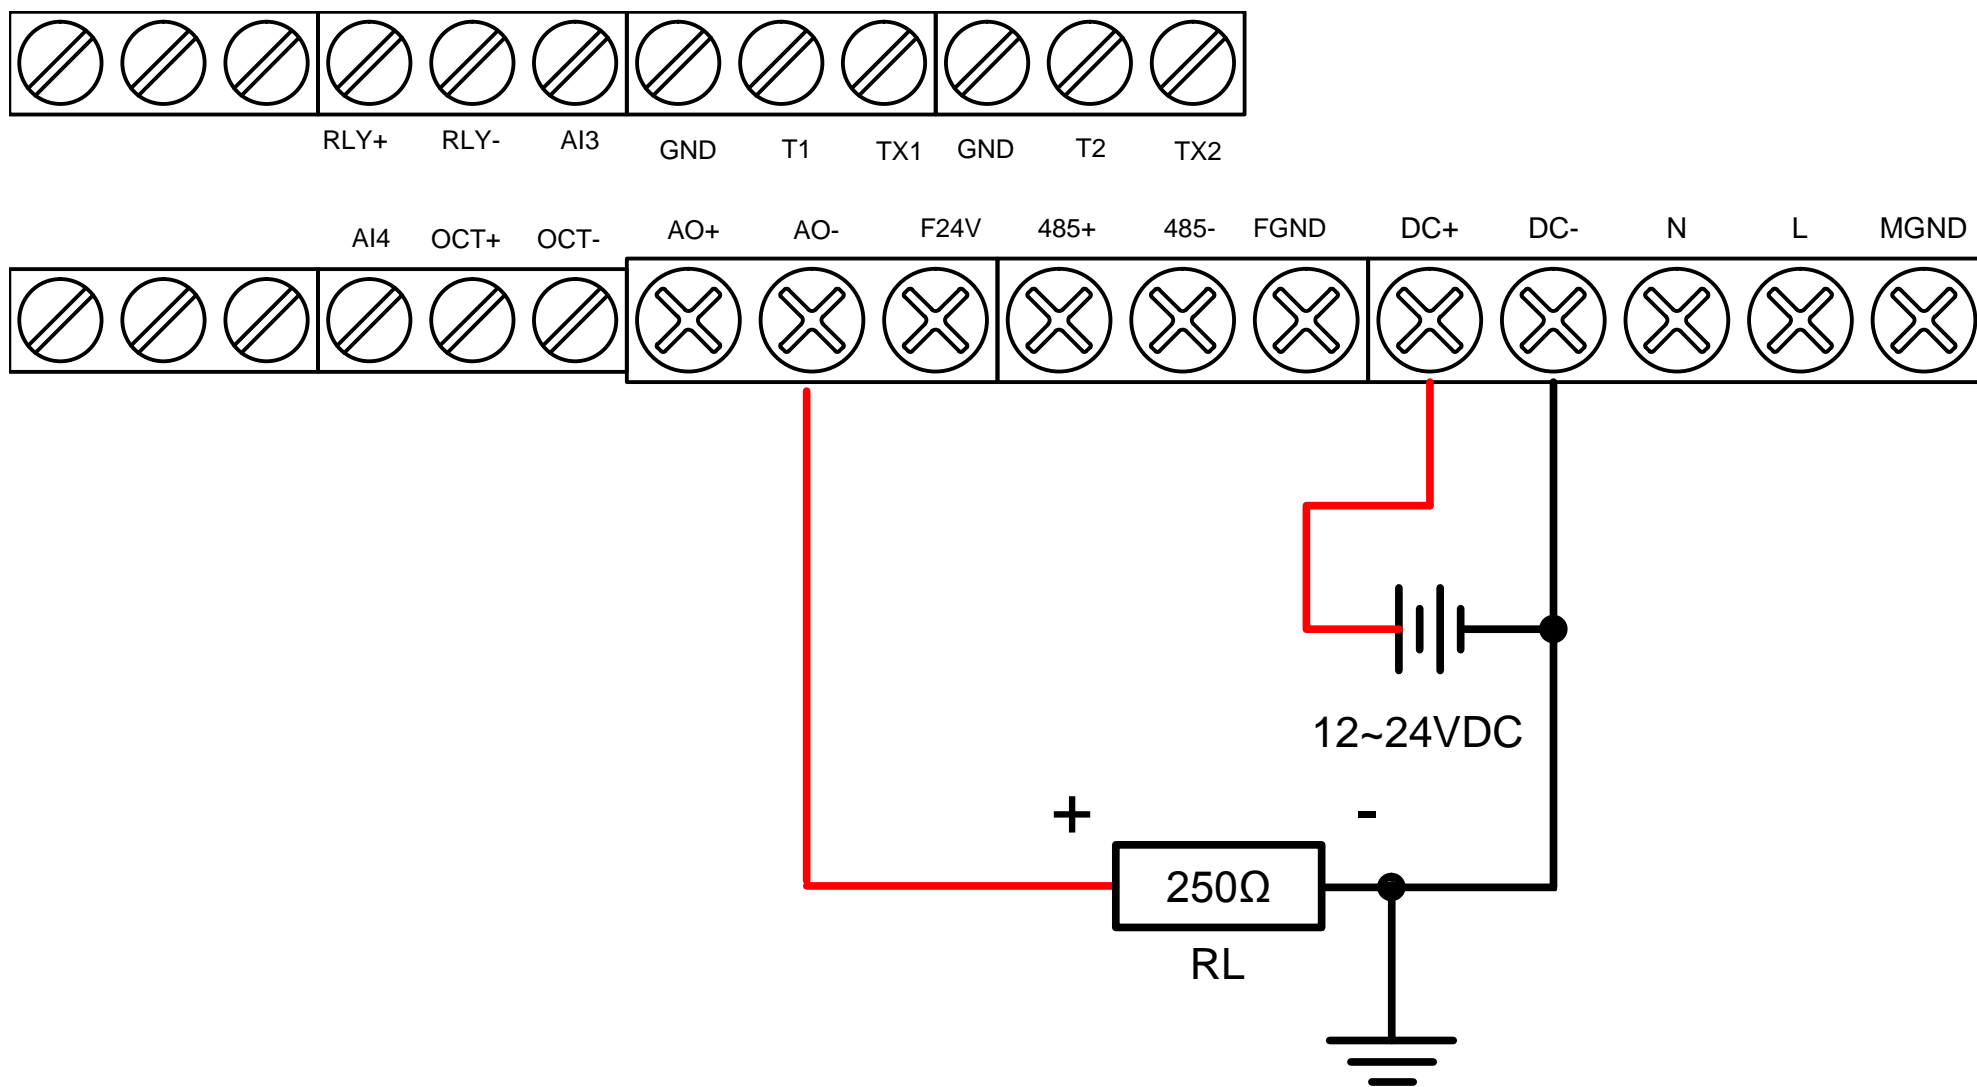 RLY+ RLY- AI3 GND T1 TX1 GND T2 TX2
AI4 OCT+ OCT- AO+ AO- F24V 485+ 485- FGND DC+ DC- N L MGND
12~24VDC
+ -
250Ω
RL